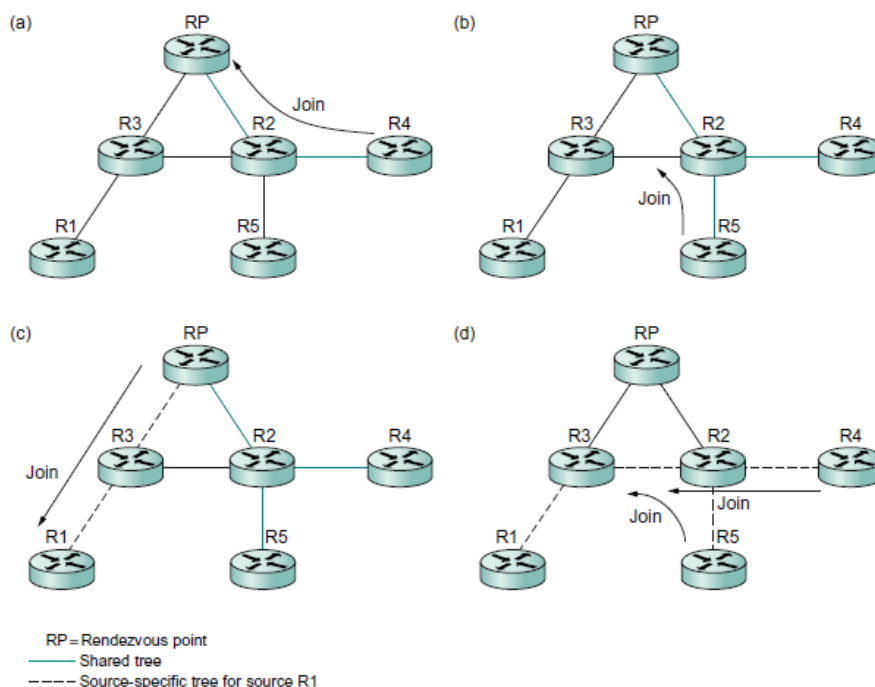 (a)
RP
Join
R3
R2
R4
R1
R5
(b)
RP
R3
R2
R4
Join
R1
R5
(c)
RP
R3
R2
R4
Join
R1
R5
(d)
RP
R3
R2
R4
Join
Join
R1
R5
RP=Rendezvous point
Shared tree
Source-specific tree for source R1